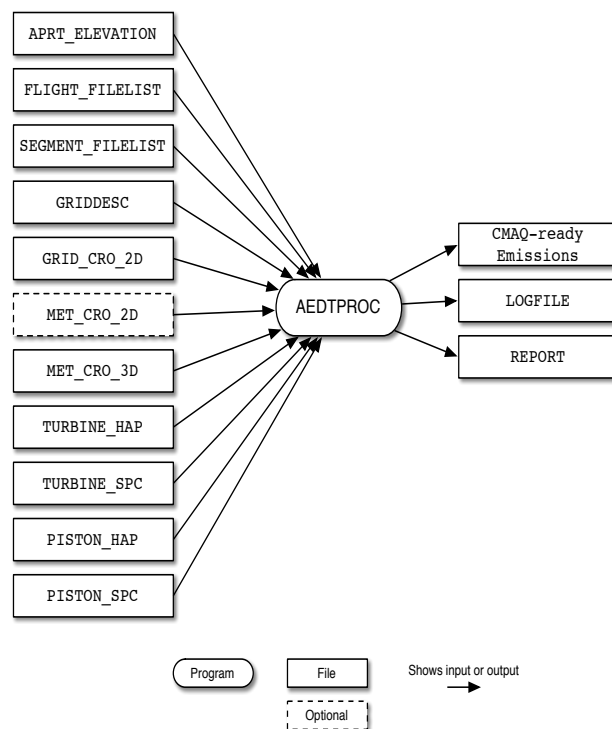 APRT_ELEVATION
FLIGHT_FILELIST
SEGMENT_FILELIST
GRIDDESC
GRID_CRO_2D
MET_CRO_2D
MET_CRO_3D
TURBINE_HAP
TURBINE_SPC
PISTON_HAP
PISTON_SPC
AEDTPROC
CMAQ-ready
Emissions
LOGFILE
REPORT
Program
File
Shows input or output
Optional